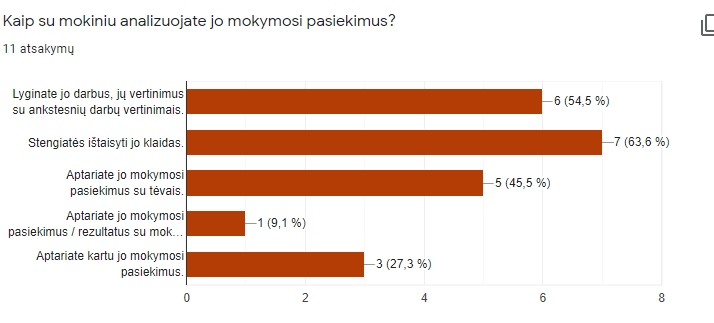 Kaip su mokiniu analizuojate jo mokymosi pasiekimus?
11 atsakymų
Lyginate jo darbus, jų vertinimus
su ankstesnių darbų vertinimais.
6 (54,5 %)
Stengiatės ištaisyti jo klaidas.
7 (63,6 %)
Aptariate jo mokymosi
pasiekimus su tėvais.
5 (45,5 %)
Aptariate jo mokymosi
pasiekimus / rezultatus su mok…
1 (9,1 %)
Aptariate kartu jo mokymosi
pasiekimus.
3 (27,3 %)
0 2 4 6 8